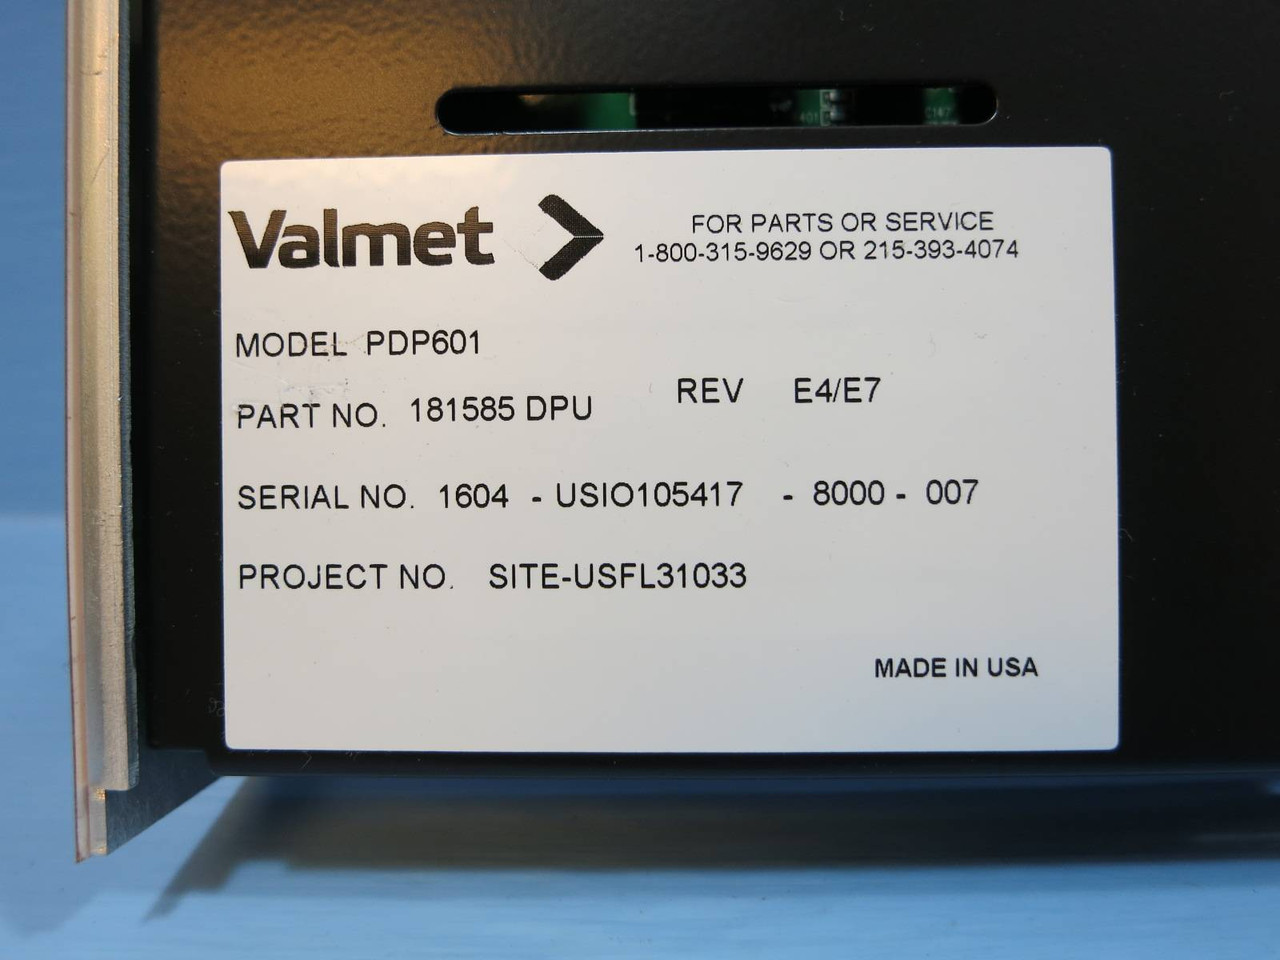 Valmet
FOR PARTS OR SERVICE
1-800-315-9629 OR 215-393-4074
MODEL PDP601
PART NO. 181585 DPU REV E4/E7
SERIAL NO. 1604 - USIO105417 - 8000 - 007
PROJECT NO. SITE-USFL31033
MADE IN USA